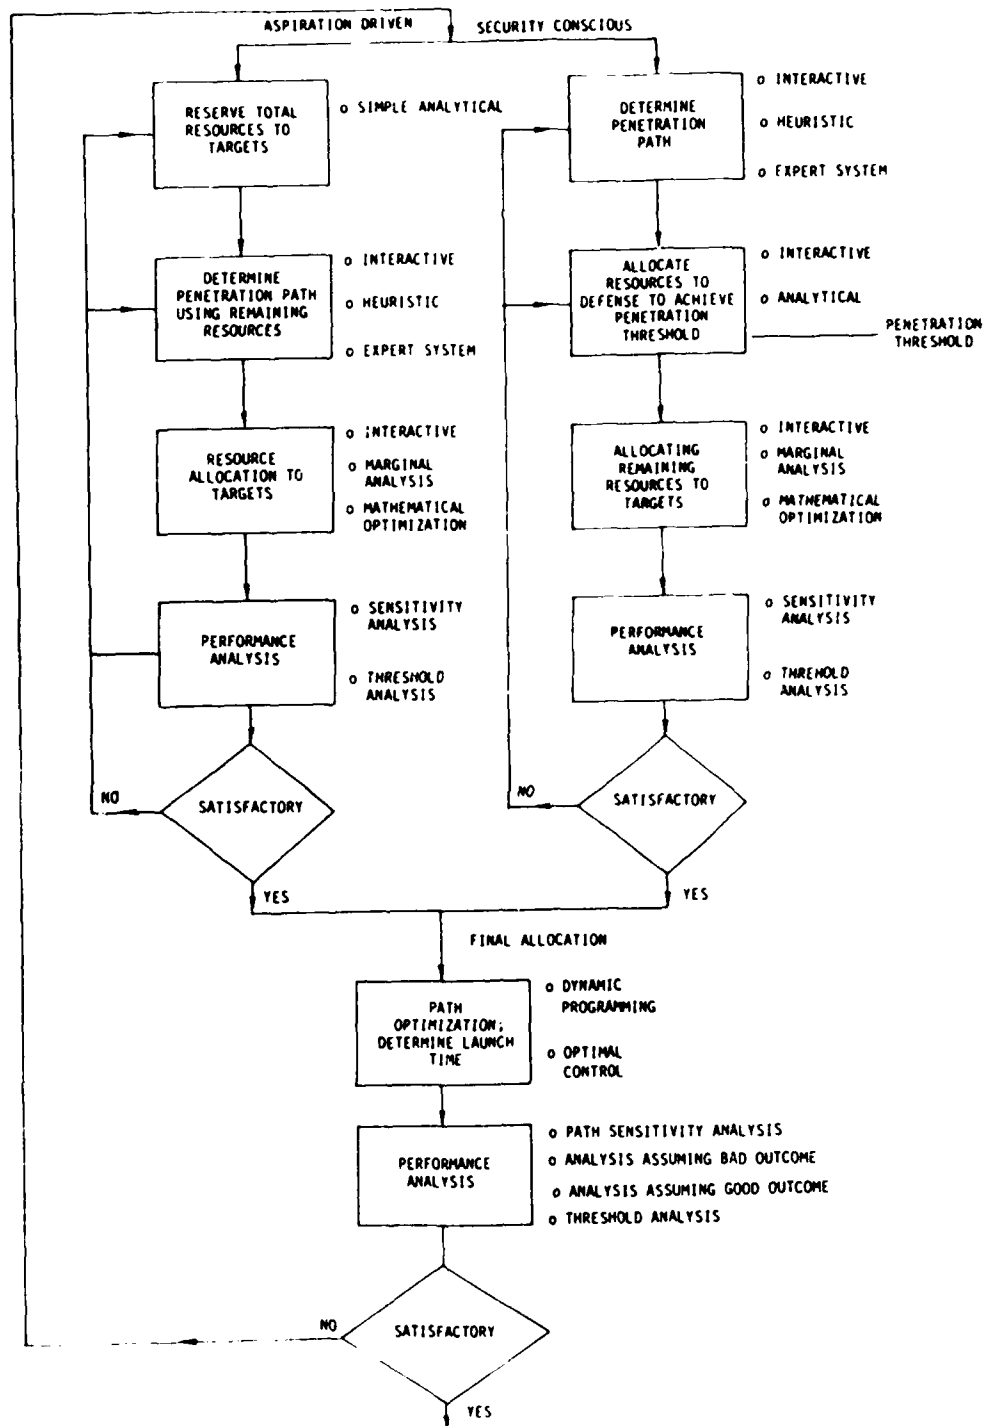 ASPIRATION DRIVEN
SECURITY CONSCIOUS
RESERVE TOTAL
RESOURCES TO
TARGETS
o SIMPLE ANALYTICAL
DETERMINE
PENETRATION PATH
USING REMAINING
RESOURCES
o INTERACTIVE
o HEURISTIC
o EXPERT SYSTEM
RESOURCE
ALLOCATION TO
TARGETS
o INTERACTIVE
o MARGINAL
ANALYSIS
o MATHEMATICAL
OPTIMIZATION
PERFORMANCE
ANALYSIS
o SENSITIVITY
ANALYSIS
o THRESHOLD
ANALYSIS
SATISFACTORY
NO
YES
DETERMINE
PENETRATION
PATH
o INTERACTIVE
o HEURISTIC
o EXPERT SYSTEM
ALLOCATE
RESOURCES TO
DEFENSE TO ACHIEVE
PENETRATION
THRESHOLD
o INTERACTIVE
o ANALYTICAL
PENETRATION
THRESHOLD
ALLOCATING
REMAINING
RESOURCES TO
TARGETS
o INTERACTIVE
o MARGINAL
ANALYSIS
o MATHEMATICAL
OPTIMIZATION
PERFORMANCE
ANALYSIS
o SENSITIVITY
ANALYSIS
o THREHOLD
ANALYSIS
SATISFACTORY
NO
YES
FINAL ALLOCATION
PATH
OPTIMIZATION;
DETERMINE LAUNCH
TIME
o DYNAMIC
PROGRAMMING
o OPTIMAL
CONTROL
PERFORMANCE
ANALYSIS
o PATH SENSITIVITY ANALYSIS
o ANALYSIS ASSUMING BAD OUTCOME
o ANALYSIS ASSUMING GOOD OUTCOME
o THRESHOLD ANALYSIS
SATISFACTORY
NO
YES